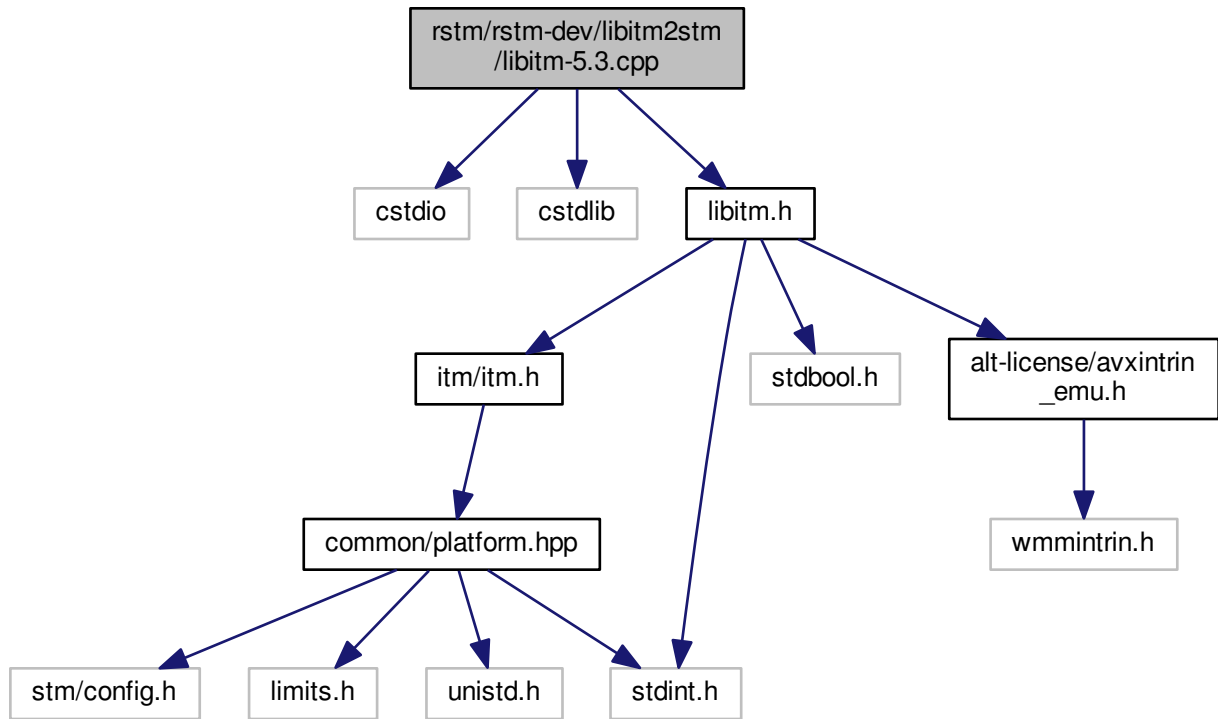 rstm/rstm-dev/libitm2stm
/libitm-5.3.cpp
cstdio
cstdlib
libitm.h
itm/itm.h
stdbool.h
alt-license/avxintrin
_emu.h
common/platform.hpp
wmmintrin.h
stm/config.h
limits.h
unistd.h
stdint.h